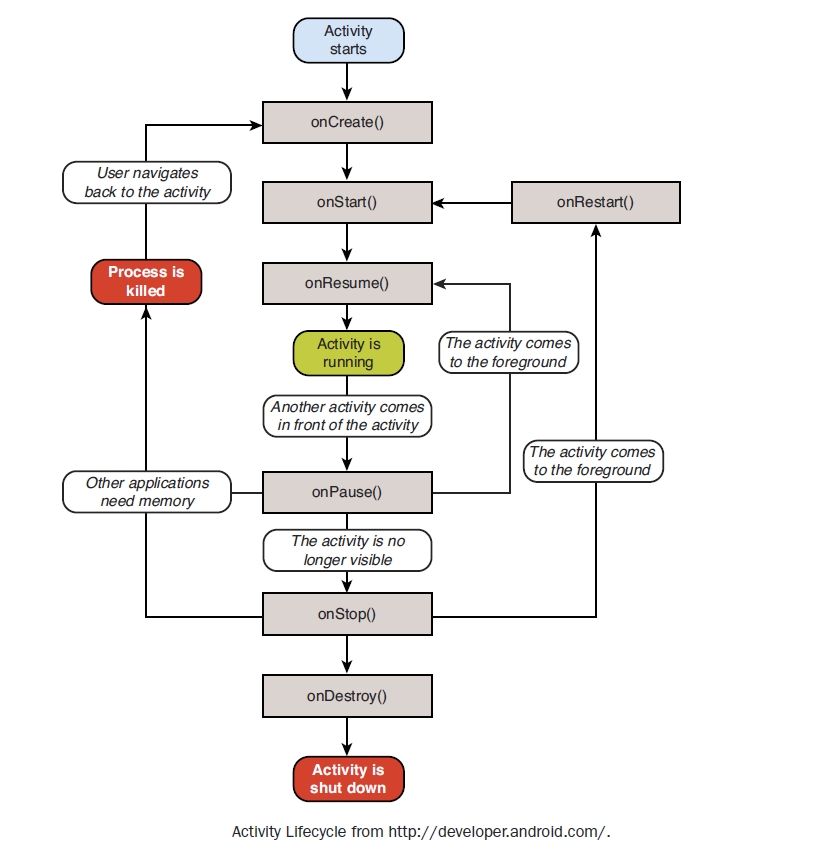 Activity
starts
onCreate()
User navigates
back to the activity
onStart()
onRestart()
Process is
killed
onResume()
Activity is
running
The activity comes
to the foreground
Another activity comes
in front of the activity
The activity comes
to the foreground
Other applications
need memory
onPause()
The activity is no
longer visible
onStop()
onDestroy()
Activity is
shut down
Activity Lifecycle from http://developer.android.com/.